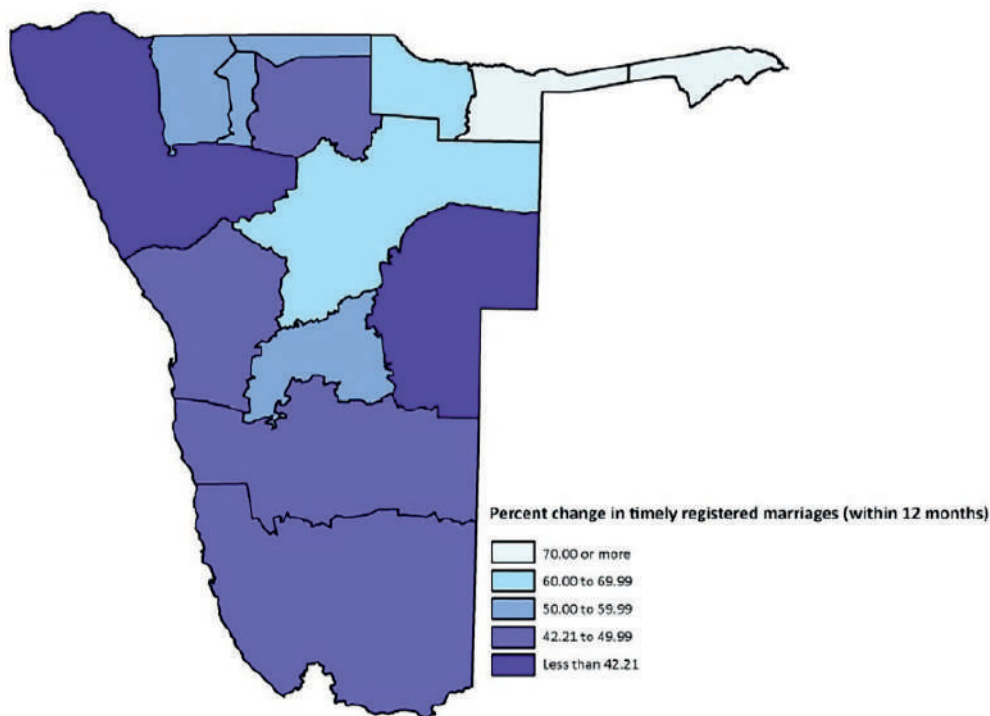 Percent change in timely registered marriages (within 12 months)
70.00 or more
60.00 to 69.99
50.00 to 59.99
42.21 to 49.99
Less than 42.21